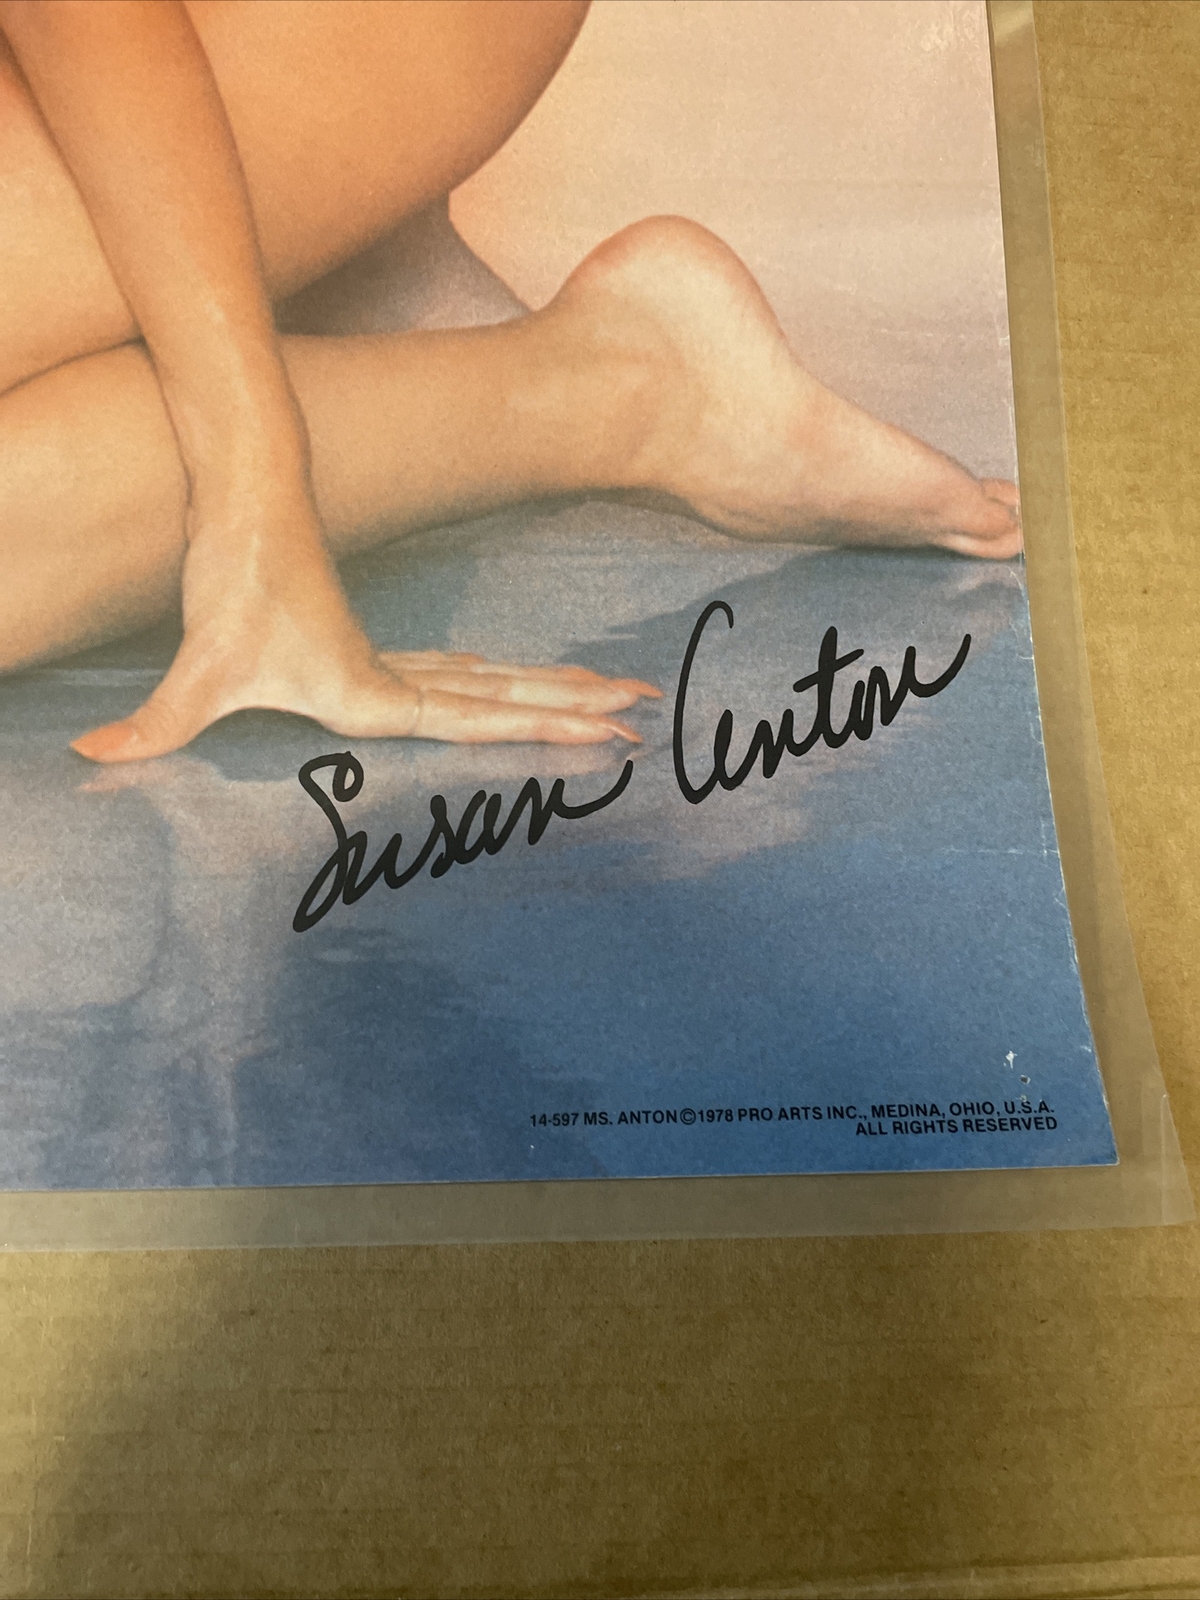 Susan Anton
14-597 MS. ANTON©1978 PRO ARTS INC., MEDINA, OHIO, U.S.A.
ALL RIGHTS RESERVED